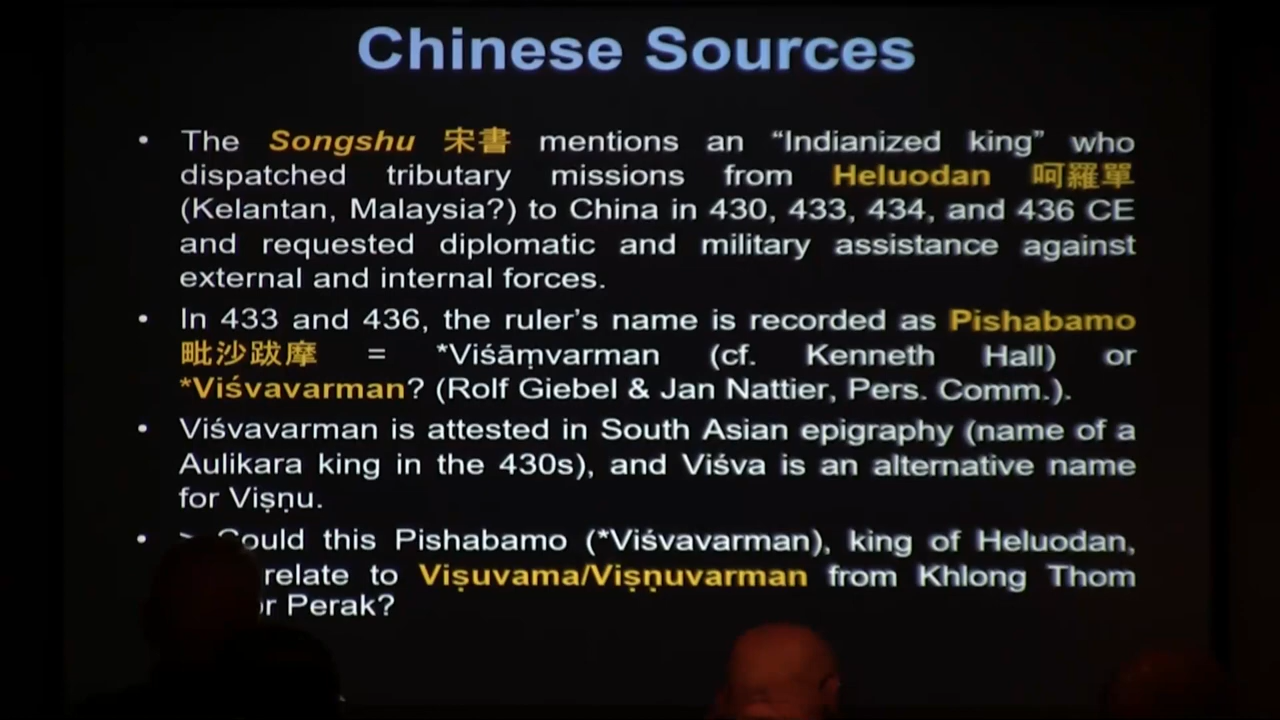 Chinese Sources
• The Songshu 宋書 mentions an “Indianized king” who
dispatched tributary missions from Heluodan 呵羅單
(Kelantan, Malaysia?) to China in 430, 433, 434, and 436 CE
and requested diplomatic and military assistance against
external and internal forces.
• In 433 and 436, the ruler’s name is recorded as Pishabamo
毗沙跋摩 = *Viśāṃvarman (cf. Kenneth Hall) or
*Viśvavarman? (Rolf Giebel & Jan Nattier, Pers. Comm.).
• Viśvavarman is attested in South Asian epigraphy (name of a
Aulikara king in the 430s), and Viśva is an alternative name
for Viṣṇu.
• > Could this Pishabamo (*Viśvavarman), king of Heluodan,
relate to Viṣuvama/Viṣṇuvarman from Khlong Thom
Perak?